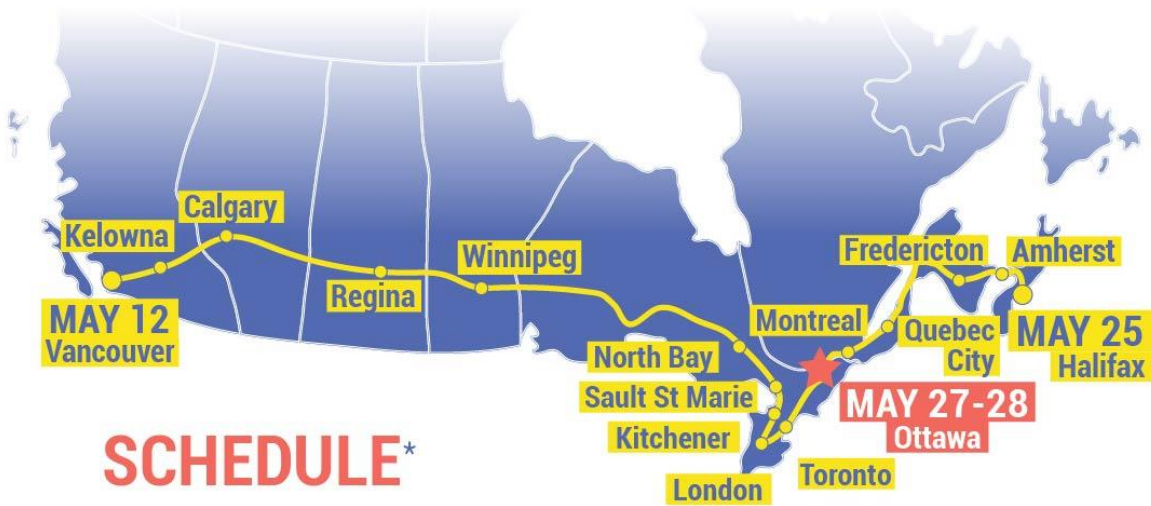 Calgary
Kelowna
MAY 12
Vancouver
Regina
Winnipeg
North Bay
Sault St Marie
Kitchener
London
Toronto
Montreal
MAY 27-28
Ottawa
Quebec
City
Fredericton
Amherst
MAY 25
Halifax
SCHEDULE*